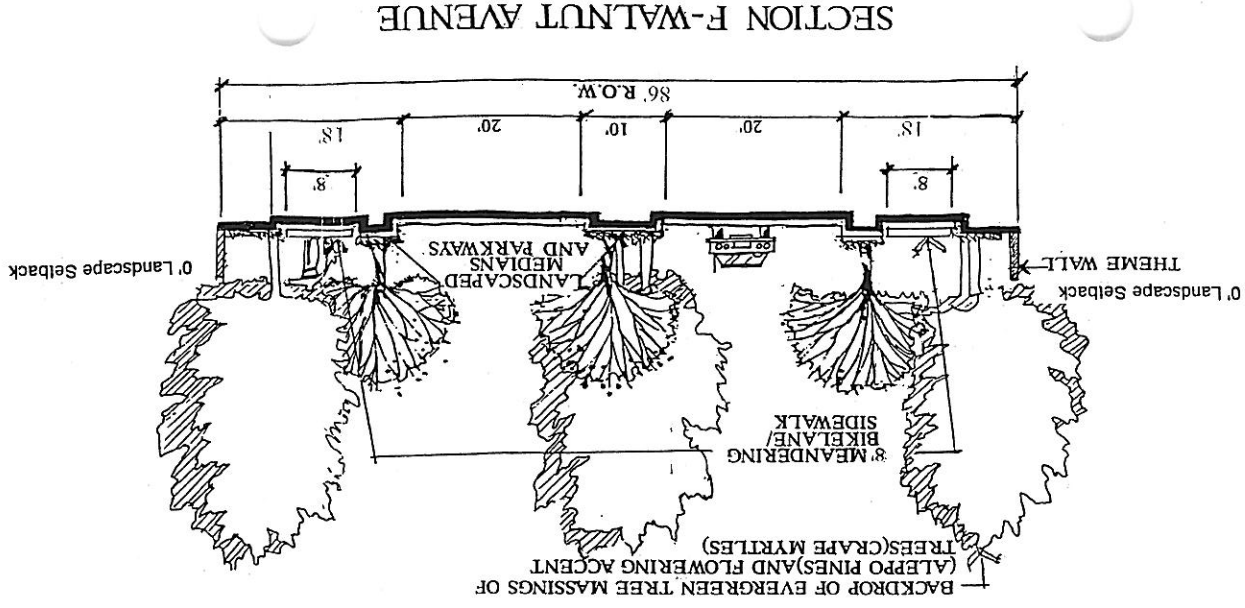 BACKDROP OF EVERGREEN TREE MASSINGS OF
(ALEPPO PINES)AND FLOWERING ACCENT
TREES(CRAPE MYRTLES)
8' MEANDERING
BIKELANE/
SIDEWALK
0' Landscape Setback
THEME WALL
LANDSCAPED
MEDIANS
AND PARKWAYS
0' Landscape Setback
8'
8'
18'
20'
10'
20'
18'
86' R.O.W.
SECTION F-WALNUT AVENUE